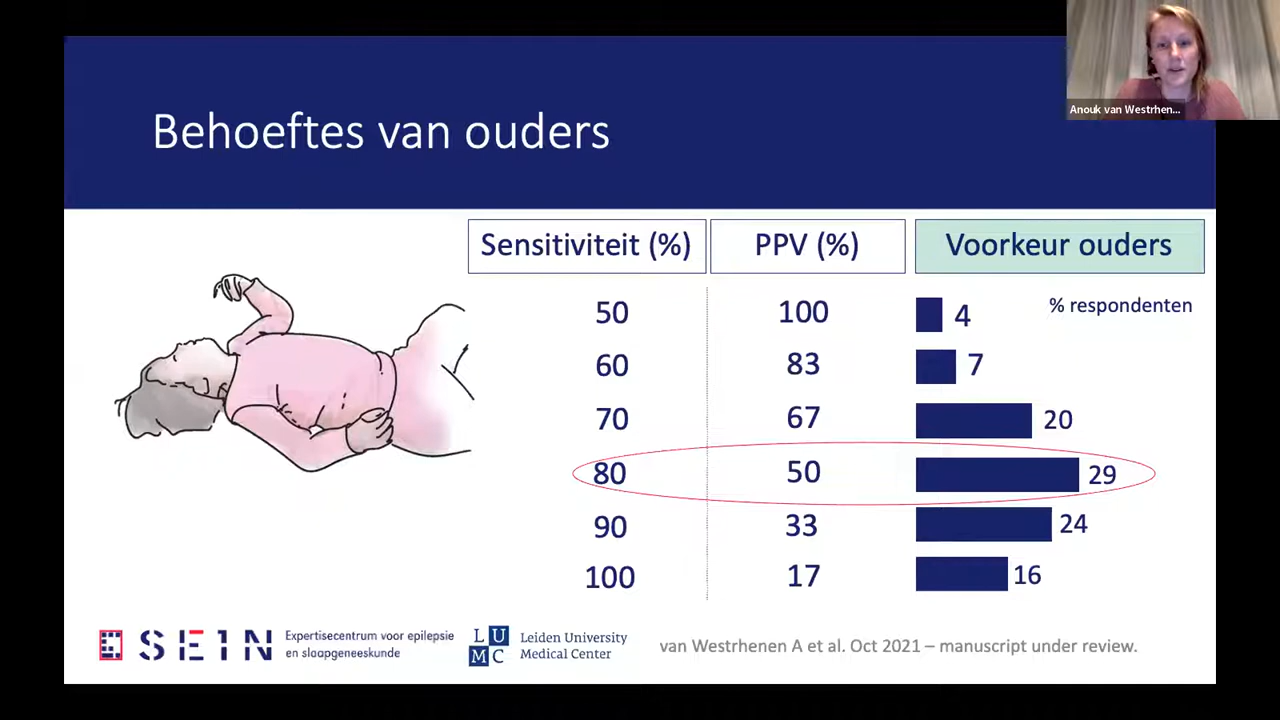 Anouk van Westrhen...
Behoeftes van ouders
Sensitiviteit (%) PPV (%) Voorkeur ouders
% respondenten
50 100 4
60 83 7
70 67 20
80 50 29
90 33 24
100 17 16
SEIN
Expertisecentrum voor epilepsie
en slaapgeneeskunde
LU
MC
Leiden University
Medical Center
van Westrhenen A et al. Oct 2021 – manuscript under review.